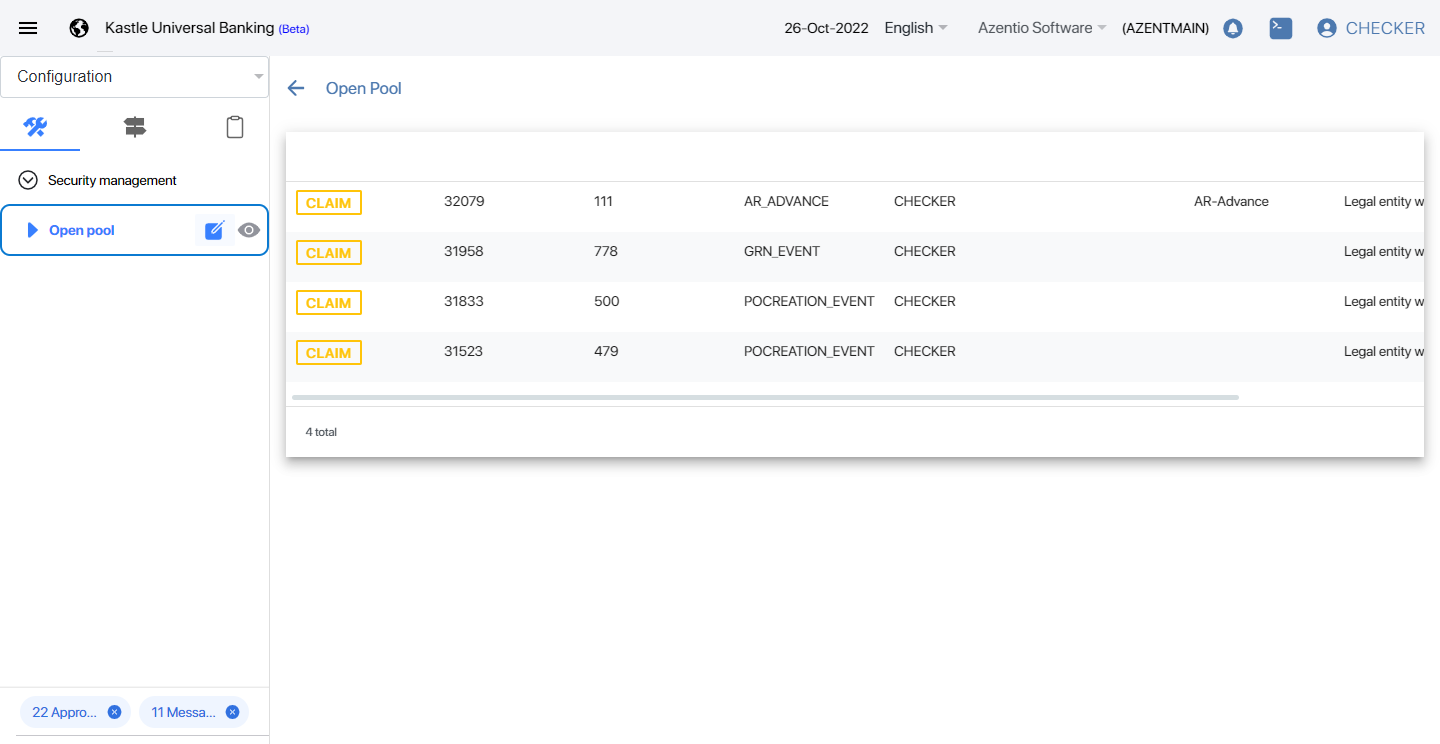 Kastle Universal Banking (Beta) 26-Oct-2022 English Azentio Software (AZENTMAIN) CHECKER
Configuration
Open Pool
Security management
Open pool
CLAIM 32079 111 AR_ADVANCE CHECKER AR-Advance Legal entity w
CLAIM 31958 778 GRN_EVENT CHECKER Legal entity w
CLAIM 31833 500 POCREATION_EVENT CHECKER Legal entity w
CLAIM 31523 479 POCREATION_EVENT CHECKER Legal entity w
4 total
22 Appro... 11 Messa...